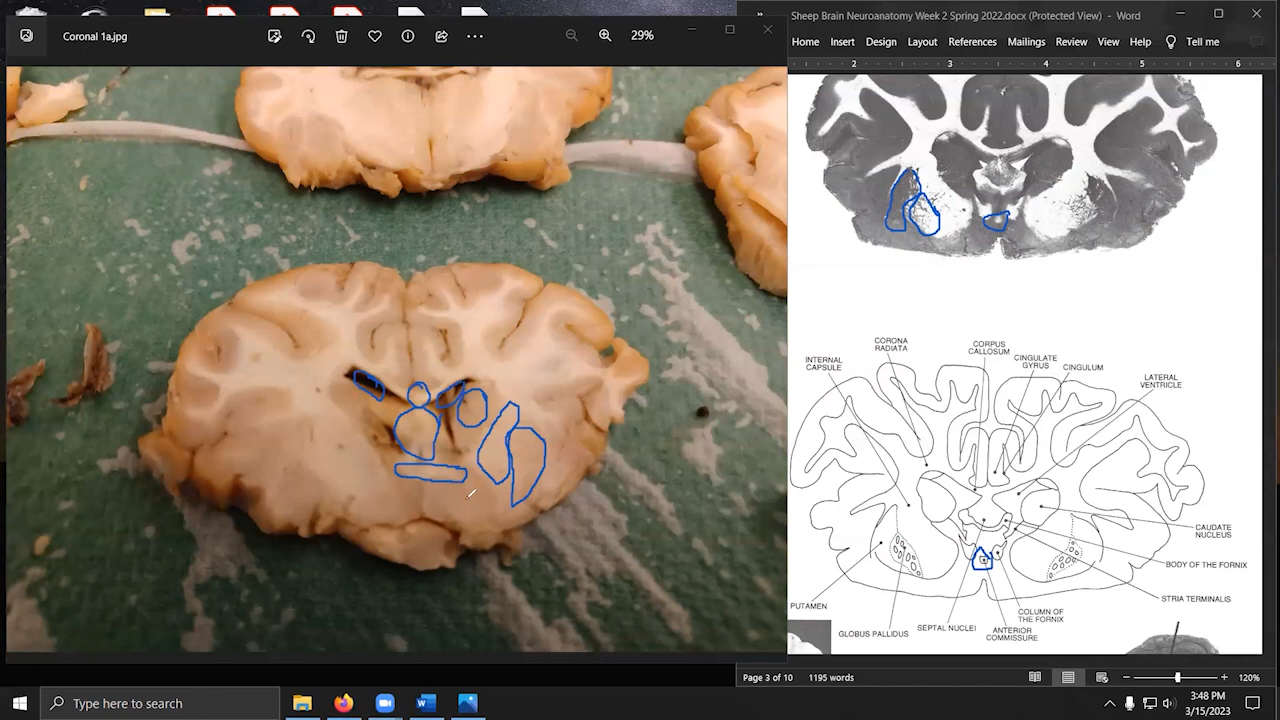 Sheep Brain Neuroanatomy Week 2 Spring 2022.docx (Protected View) - Word
Coronal 1a.jpg
29%
Home Insert Design Layout References Mailings Review View Help Tell me
2 3 4 5 6
CORONA
RADIATA
CORPUS
CALLOSUM
INTERNAL
CAPSULE
CINGULATE
GYRUS
CINGULUM
LATERAL
VENTRICLE
CAUDATE
NUCLEUS
BODY OF THE FORNIX
STRIA TERMINALIS
PUTAMEN
GLOBUS PALLIDUS
SEPTAL NUCLEI
COLUMN OF
THE FORNIX
ANTERIOR
COMMISSURE
Page 3 of 10 1195 words
120%
Type here to search
3:48 PM
3/15/2023